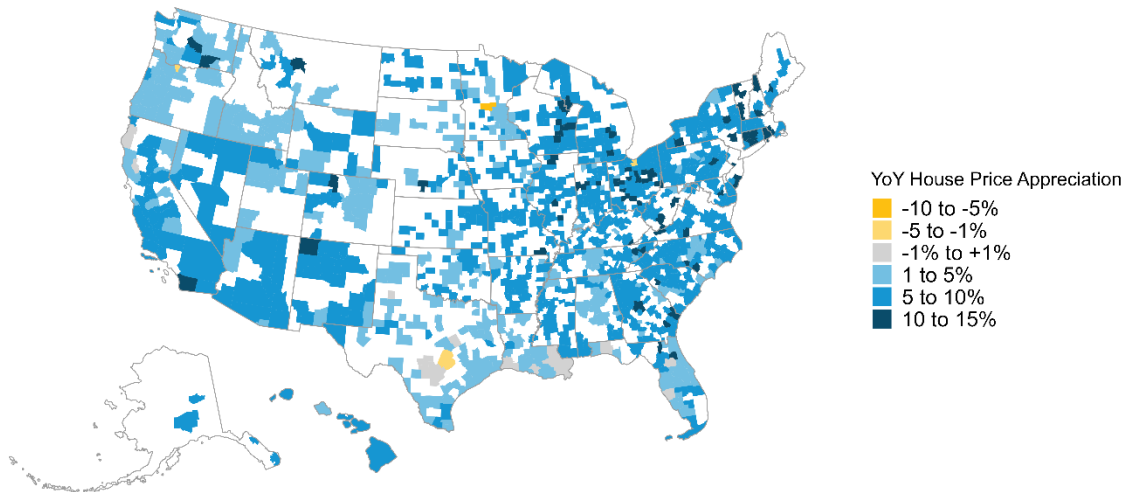 YoY House Price Appreciation
-10 to -5%
-5 to -1%
-1% to +1%
1 to 5%
5 to 10%
10 to 15%